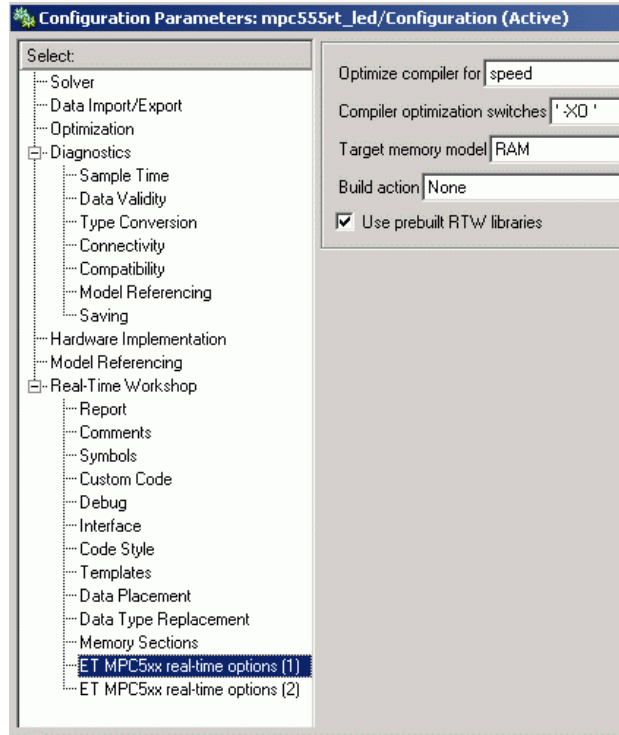 Configuration Parameters: mpc555rt_led/Configuration (Active)
Select:
Solver
Data Import/Export
Optimization
Diagnostics
Sample Time
Data Validity
Type Conversion
Connectivity
Compatibility
Model Referencing
Saving
Hardware Implementation
Model Referencing
Real-Time Workshop
Report
Comments
Symbols
Custom Code
Debug
Interface
Code Style
Templates
Data Placement
Data Type Replacement
Memory Sections
ET MPC5xx real-time options (1)
ET MPC5xx real-time options (2)
Optimize compiler for speed
Compiler optimization switches ' -XO '
Target memory model RAM
Build action None
Use prebuilt RTW libraries